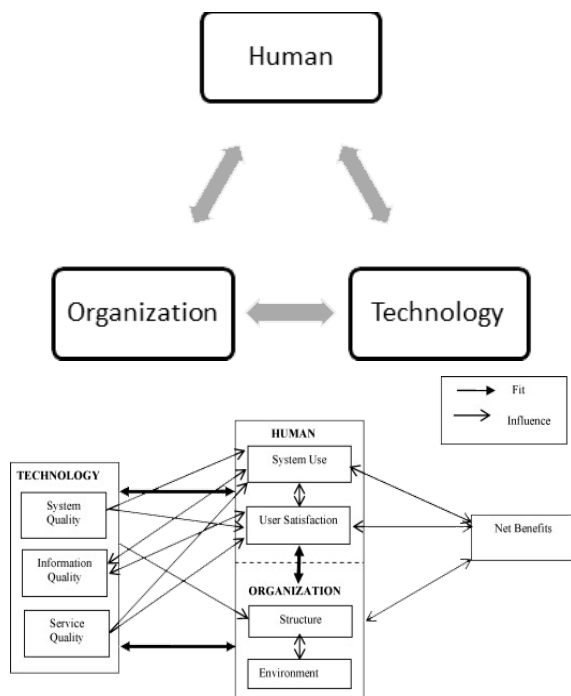 Human
Organization
Technology
Fit
Influence
HUMAN
System Use
User Satisfaction
TECHNOLOGY
System
Quality
Information
Quality
Service
Quality
Net Benefits
ORGANIZATION
Structure
Environment